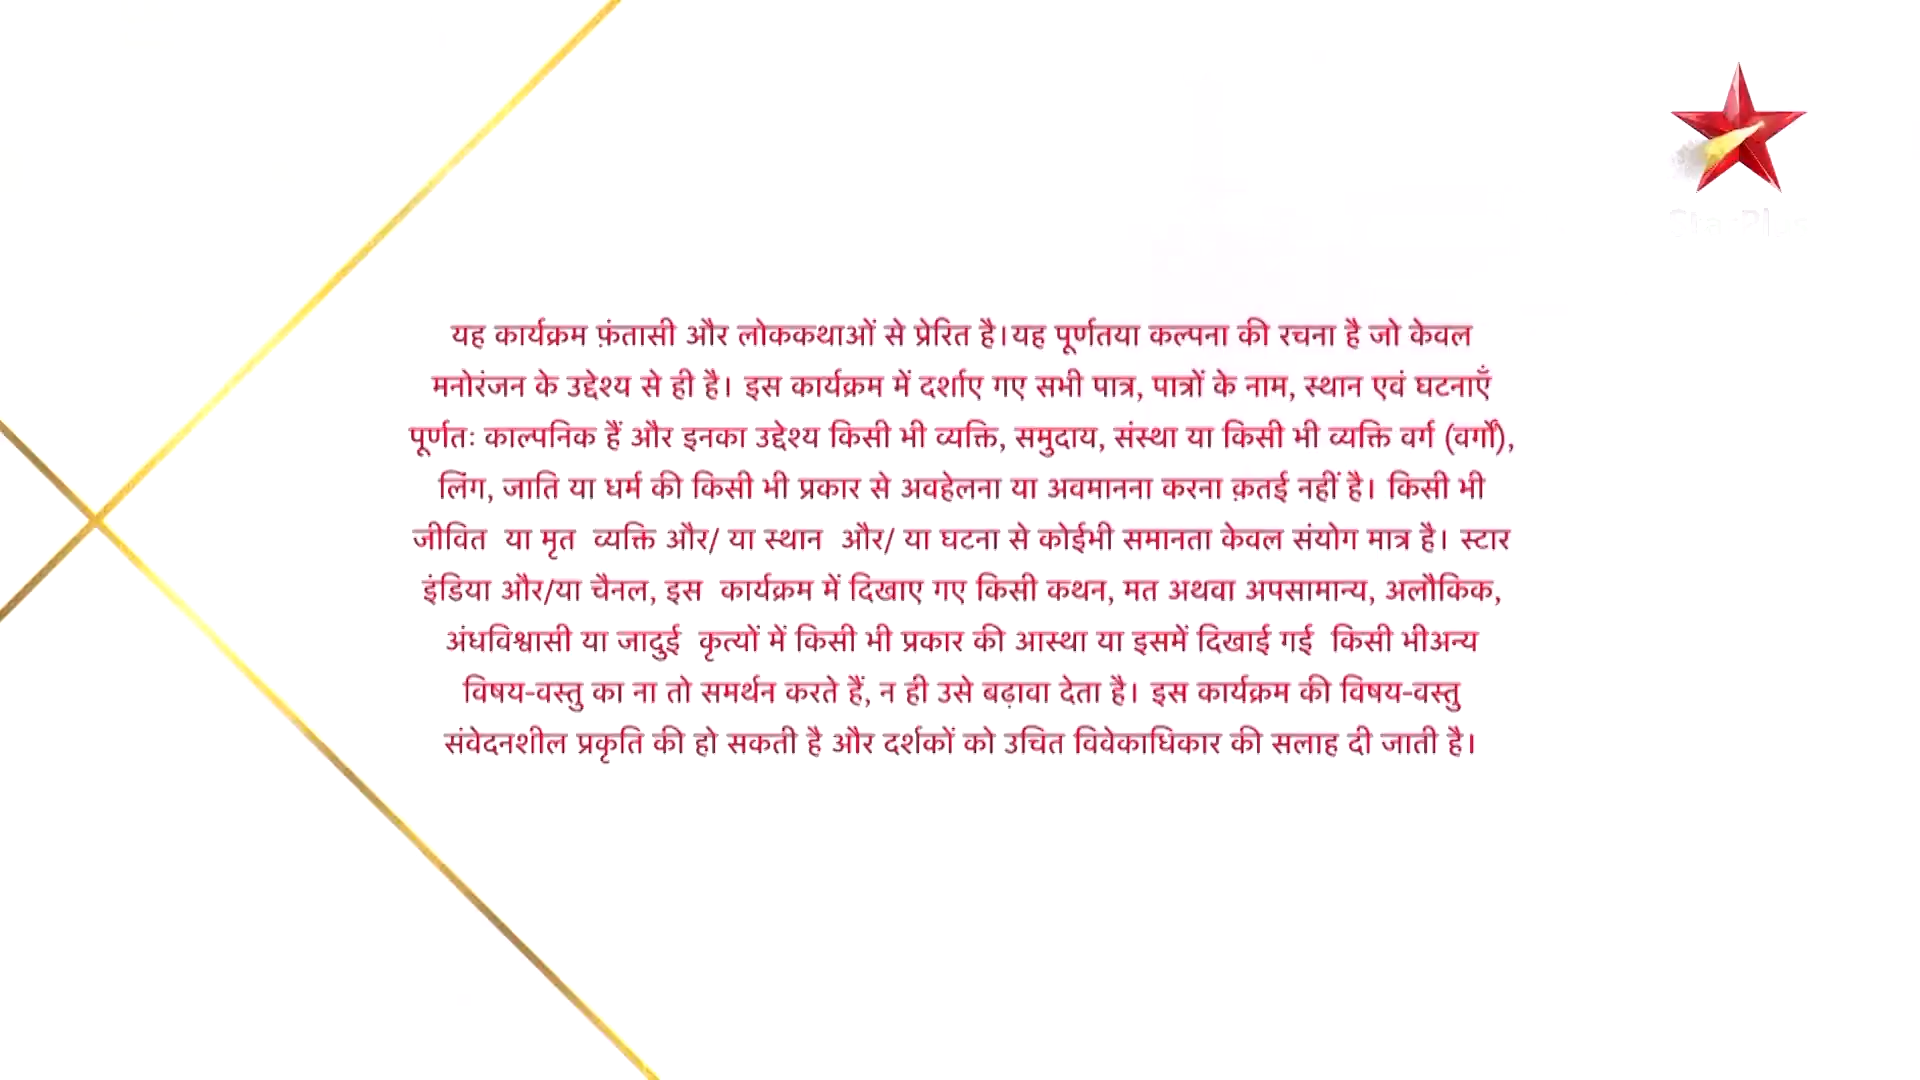 यह कार्यक्रम फ़ंतासी और लोककथाओं से प्रेरित है।यह पूर्णतया कल्पना की रचना है जो केवल
मनोरंजन के उद्देश्य से ही है। इस कार्यक्रम में दर्शाए गए सभी पात्र, पात्रों के नाम, स्थान एवं घटनाएँ
पूर्णतः काल्पनिक हैं और इनका उद्देश्य किसी भी व्यक्ति, समुदाय, संस्था या किसी भी व्यक्ति वर्ग (वर्गों),
लिंग, जाति या धर्म की किसी भी प्रकार से अवहेलना या अवमानना करना क़तई नहीं है। किसी भी
जीवित  या मृत  व्यक्ति और/ या स्थान  और/ या घटना से कोईभी समानता केवल संयोग मात्र है। स्टार
इंडिया और/या चैनल, इस  कार्यक्रम में दिखाए गए किसी कथन, मत अथवा अपसामान्य, अलौकिक,
अंधविश्वासी या जादुई  कृत्यों में किसी भी प्रकार की आस्था या इसमें दिखाई गई  किसी भीअन्य
विषय-वस्तु का ना तो समर्थन करते हैं, न ही उसे बढ़ावा देता है। इस कार्यक्रम की विषय-वस्तु
संवेदनशील प्रकृति की हो सकती है और दर्शकों को उचित विवेकाधिकार की सलाह दी जाती है।